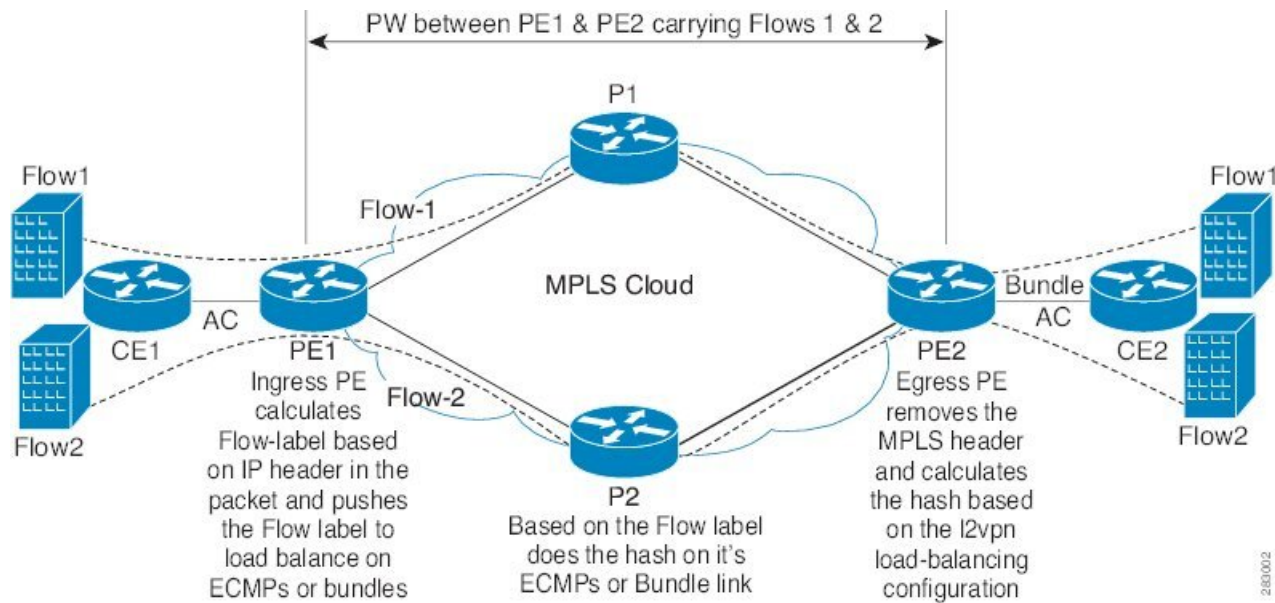 PW between PE1 & PE2 carrying Flows 1 & 2
P1
Flow1
Flow1
Flow-1
MPLS Cloud
Bundle
AC
AC
CE1
PE1
PE2
CE2
Flow-2
Flow2
Flow2
Ingress PE
calculates
Flow-label based
on IP header in the
packet and pushes
the Flow label to
load balance on
ECMPs or bundles
P2
Based on the Flow label
does the hash on it's
ECMPs or Bundle link
Egress PE
removes the
MPLS header
and calculates
the hash based
on the l2vpn
load-balancing
configuration
283002